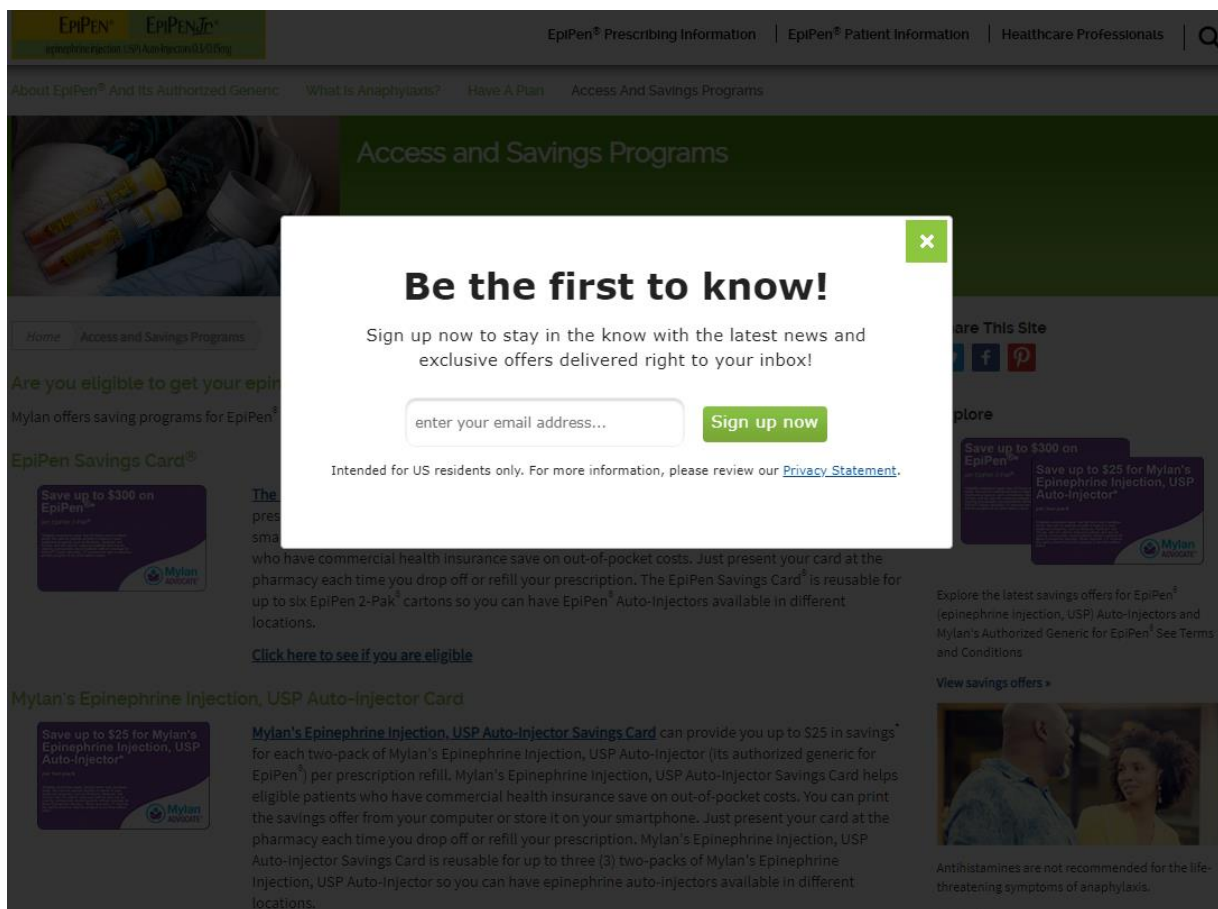 EPIPEN® EPIPEN Jr®
(epinephrine injection, USP) Auto-Injectors 0.3/0.15mg
EpiPen® Prescribing Information | EpiPen® Patient Information | Healthcare Professionals
About EpiPen® And Its Authorized Generic What Is Anaphylaxis? Have A Plan Access And Savings Programs
Access and Savings Programs
Be the first to know!
Sign up now to stay in the know with the latest news and
exclusive offers delivered right to your inbox!
enter your email address...
Sign up now
Intended for US residents only. For more information, please review our Privacy Statement.
Home Access and Savings Programs
Are you eligible to get your
Mylan offers saving programs for EpiPen®
EpiPen Savings Card®
Save up to $300 on
EpiPen®*
Mylan
ADVOCATE™
The
who have commercial health insurance save on out-of-pocket costs. Just present your card at the
pharmacy each time you drop off or refill your prescription. The EpiPen Savings Card® is reusable for
up to six EpiPen 2-Pak® cartons so you can have EpiPen® Auto-Injectors available in different
locations.
Click here to see if you are eligible
Mylan's Epinephrine Injection, USP Auto-Injector Card
Save up to $25 for Mylan's
Epinephrine Injection, USP
Auto-Injector*
Mylan
ADVOCATE™
Mylan's Epinephrine Injection, USP Auto-Injector Savings Card can provide you up to $25 in savings*
for each two-pack of Mylan's Epinephrine Injection, USP Auto-Injector (its authorized generic for
EpiPen®) per prescription refill. Mylan's Epinephrine Injection, USP Auto-Injector Savings Card helps
eligible patients who have commercial health insurance save on out-of-pocket costs. You can print
the savings offer from your computer or store it on your smartphone. Just present your card at the
pharmacy each time you drop off or refill your prescription. Mylan's Epinephrine Injection, USP
Auto-Injector Savings Card is reusable for up to three (3) two-packs of Mylan's Epinephrine
Injection, USP Auto-Injector so you can have epinephrine auto-injectors available in different
locations.
This Site
Save up to $300 on
EpiPen®*
Save up to $25 for Mylan's
Epinephrine Injection, USP
Auto-Injector*
Mylan
ADVOCATE™
Explore the latest savings offers for EpiPen®
(epinephrine injection, USP) Auto-Injectors and
Mylan's Authorized Generic for EpiPen® See Terms
and Conditions
View savings offers »
Antihistamines are not recommended for the life-
threatening symptoms of anaphylaxis.